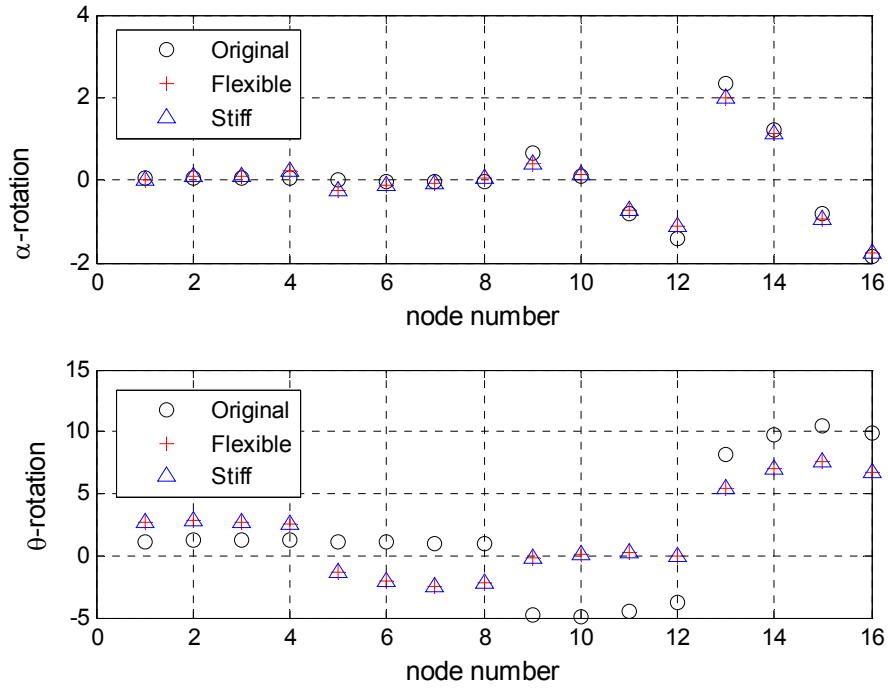 4
2
0
-2
α-rotation
Original
Flexible
Stiff
0 2 4 6 8 10 12 14 16
node number
15
10
5
0
-5
θ-rotation
Original
Flexible
Stiff
0 2 4 6 8 10 12 14 16
node number